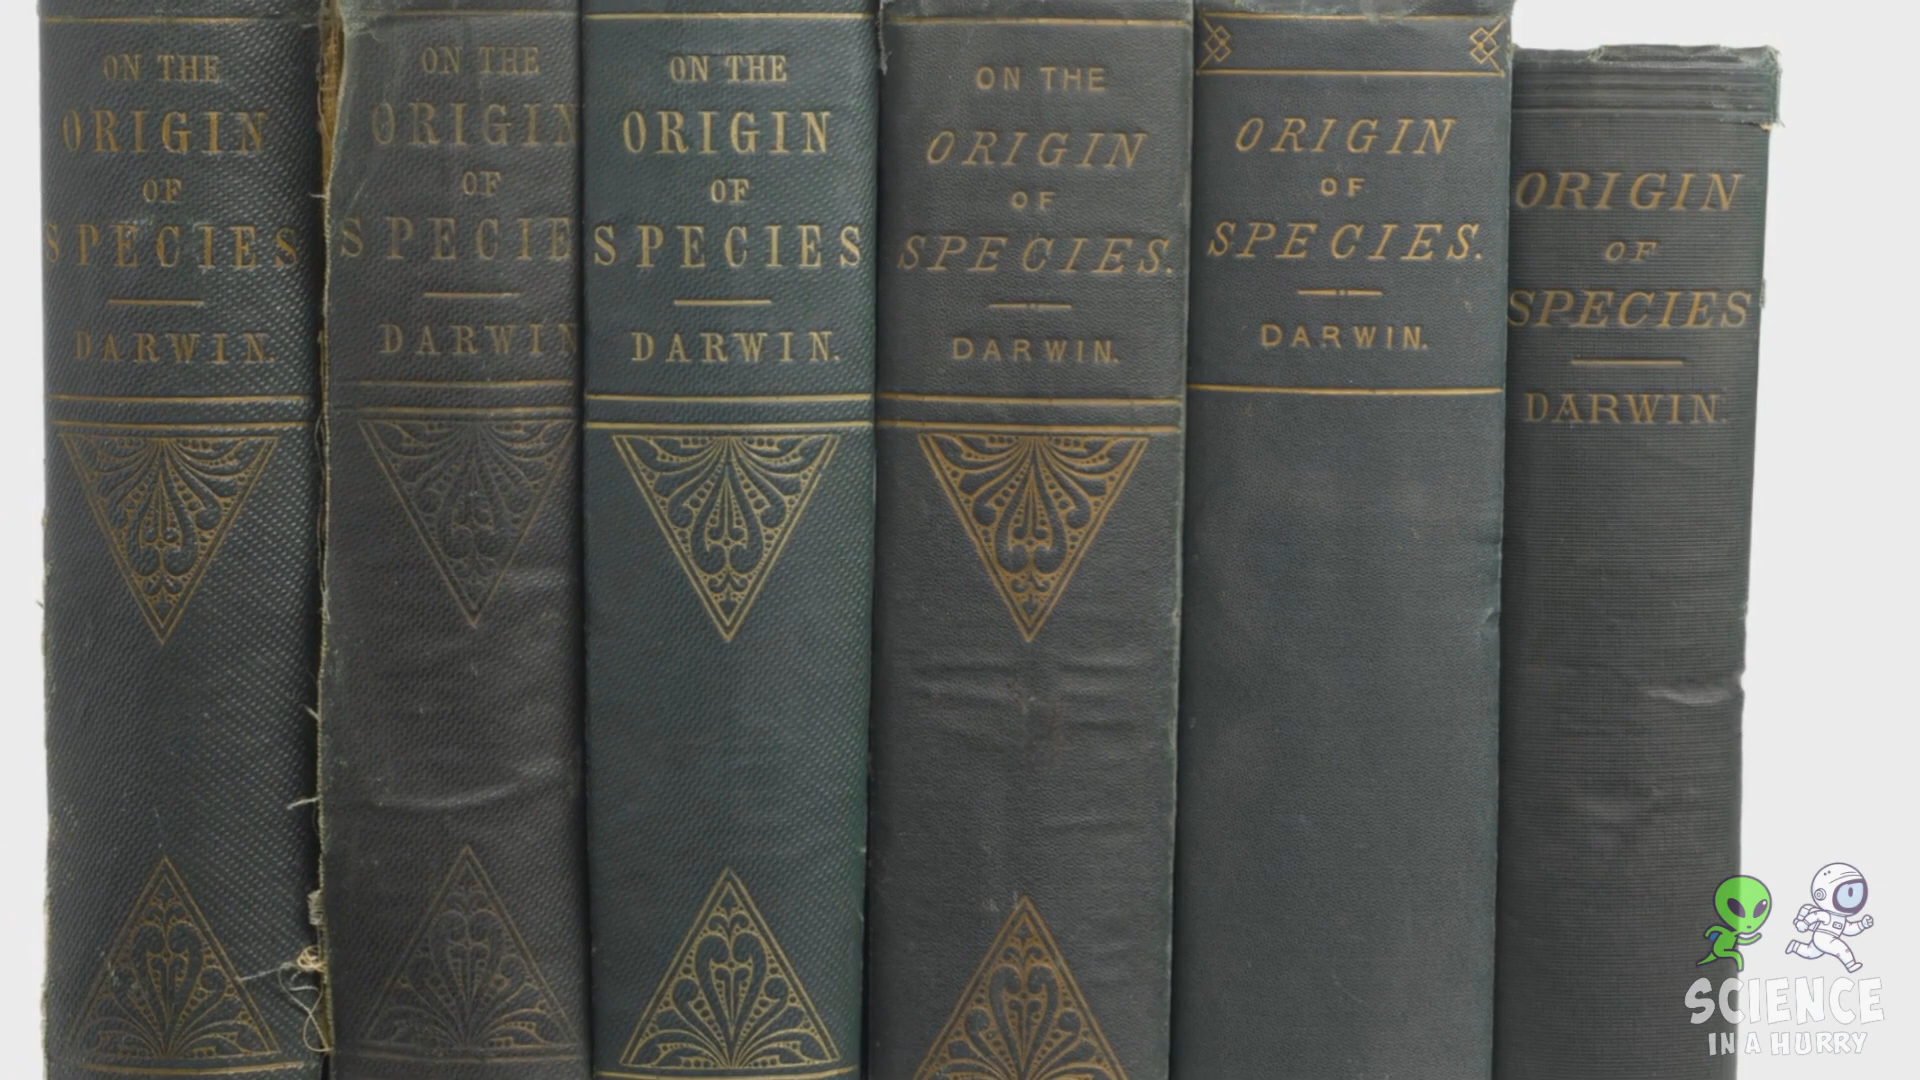 ON THE
ORIGIN
OF
SPECIES
DARWIN.
ON THE
ORIGIN
OF
SPECIE
DARWIN
ON THE
ORIGIN
OF
SPECIES
DARWIN.
ON THE
ORIGIN
OF
SPECIES.
DARWIN.
ORIGIN
OF
SPECIES.
DARWIN.
ORIGIN
OF
SPECIES
DARWIN.
SCIENCE
IN A HURRY